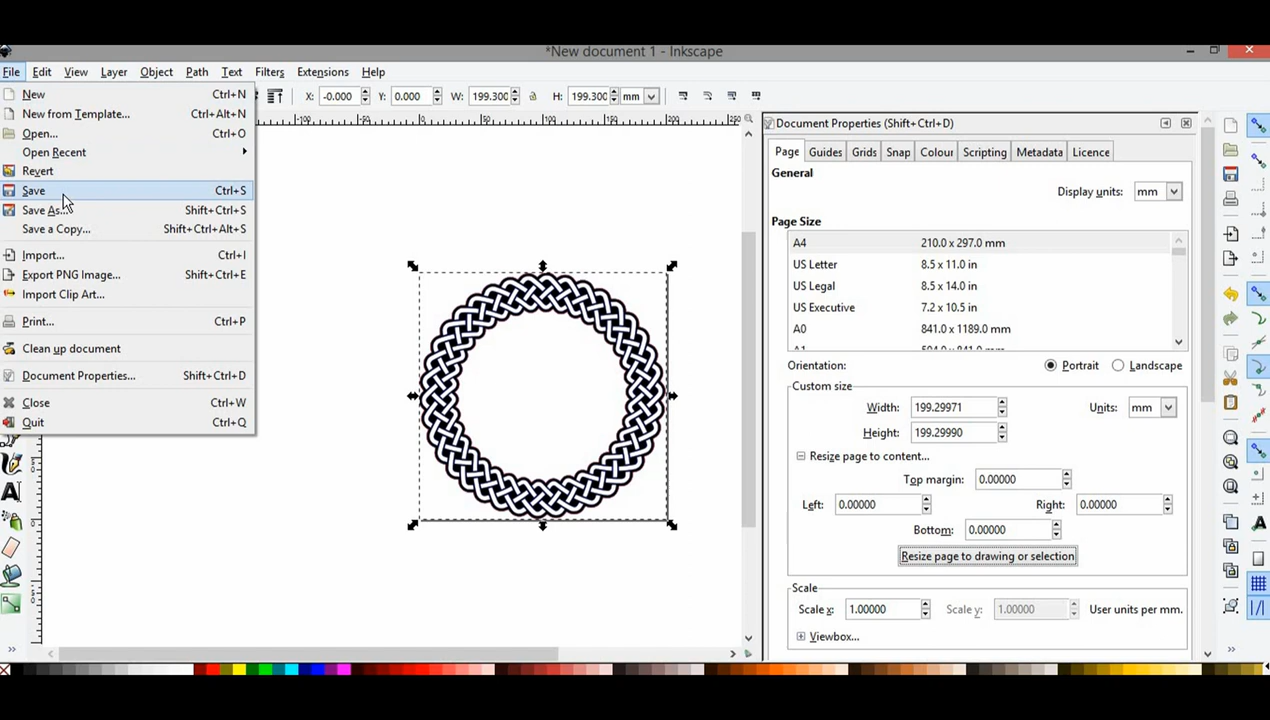 *New document 1 - Inkscape
File Edit View Layer Object Path Text Filters Extensions Help
X: -0.000 Y: 0.000 W: 199.300 H: 199.300 mm
New Ctrl+N
New from Template... Ctrl+Alt+N
Open... Ctrl+O
Open Recent
Revert
Save Ctrl+S
Save As... Shift+Ctrl+S
Save a Copy... Shift+Ctrl+Alt+S
Import... Ctrl+I
Export PNG Image... Shift+Ctrl+E
Import Clip Art...
Print... Ctrl+P
Clean up document
Document Properties... Shift+Ctrl+D
Close Ctrl+W
Quit Ctrl+Q
Document Properties (Shift+Ctrl+D)
Page Guides Grids Snap Colour Scripting Metadata Licence
General
Display units: mm
Page Size
A4 210.0 x 297.0 mm
US Letter 8.5 x 11.0 in
US Legal 8.5 x 14.0 in
US Executive 7.2 x 10.5 in
A0 841.0 x 1189.0 mm
Orientation: Portrait Landscape
Custom size
Width: 199.29971 Units: mm
Height: 199.29990
Resize page to content...
Top margin: 0.00000
Left: 0.00000 Right: 0.00000
Bottom: 0.00000
Resize page to drawing or selection
Scale
Scale x: 1.00000 Scale y: 1.00000 User units per mm.
Viewbox...